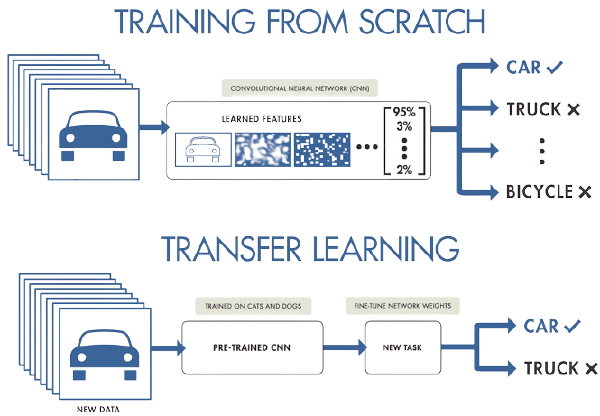 TRAINING FROM SCRATCH
CONVOLUTIONAL NEURAL NETWORK (CNN)
LEARNED FEATURES
95%
3%
2%
CAR ✓
TRUCK ✕
BICYCLE ✕
TRANSFER LEARNING
TRAINED ON CATS AND DOGS
FINE-TUNE NETWORK WEIGHTS
PRE-TRAINED CNN
NEW TASK
CAR ✓
TRUCK ✕
NEW DATA